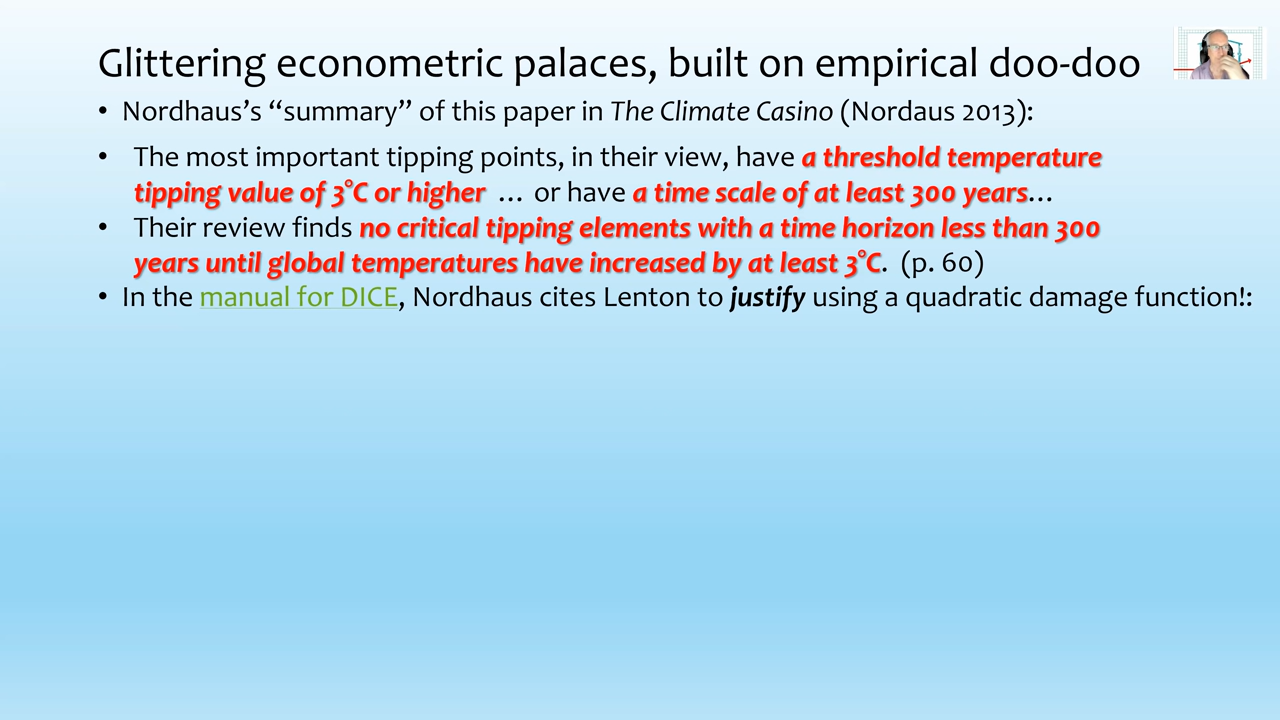 Glittering econometric palaces, built on empirical doo-doo
• Nordhaus’s “summary” of this paper in The Climate Casino (Nordaus 2013):
• The most important tipping points, in their view, have a threshold temperature
tipping value of 3°C or higher … or have a time scale of at least 300 years…
• Their review finds no critical tipping elements with a time horizon less than 300
years until global temperatures have increased by at least 3°C. (p. 60)
• In the manual for DICE, Nordhaus cites Lenton to justify using a quadratic damage function!: